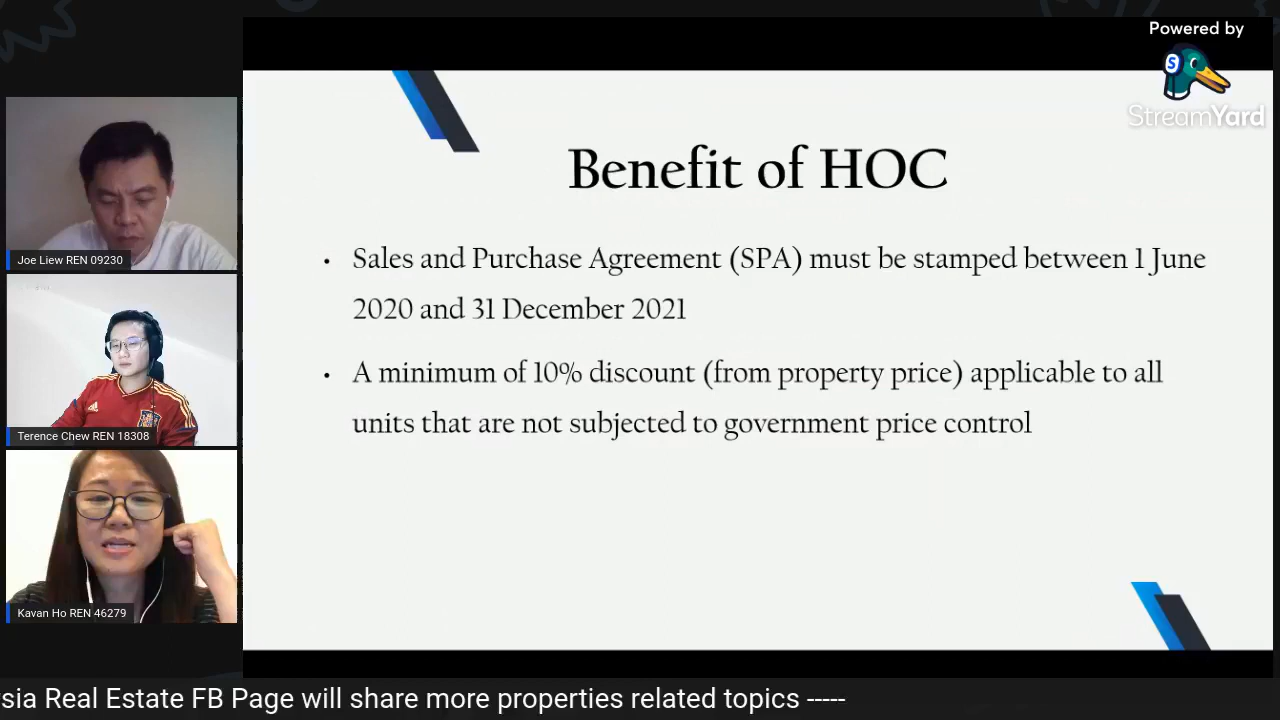 Powered by
StreamYard
Joe Liew REN 09230
Terence Chew REN 18308
Kavan Ho REN 46279
Benefit of HOC
• Sales and Purchase Agreement (SPA) must be stamped between 1 June
2020 and 31 December 2021
• A minimum of 10% discount (from property price) applicable to all
units that are not subjected to government price control
sia Real Estate FB Page will share more properties related topics -----